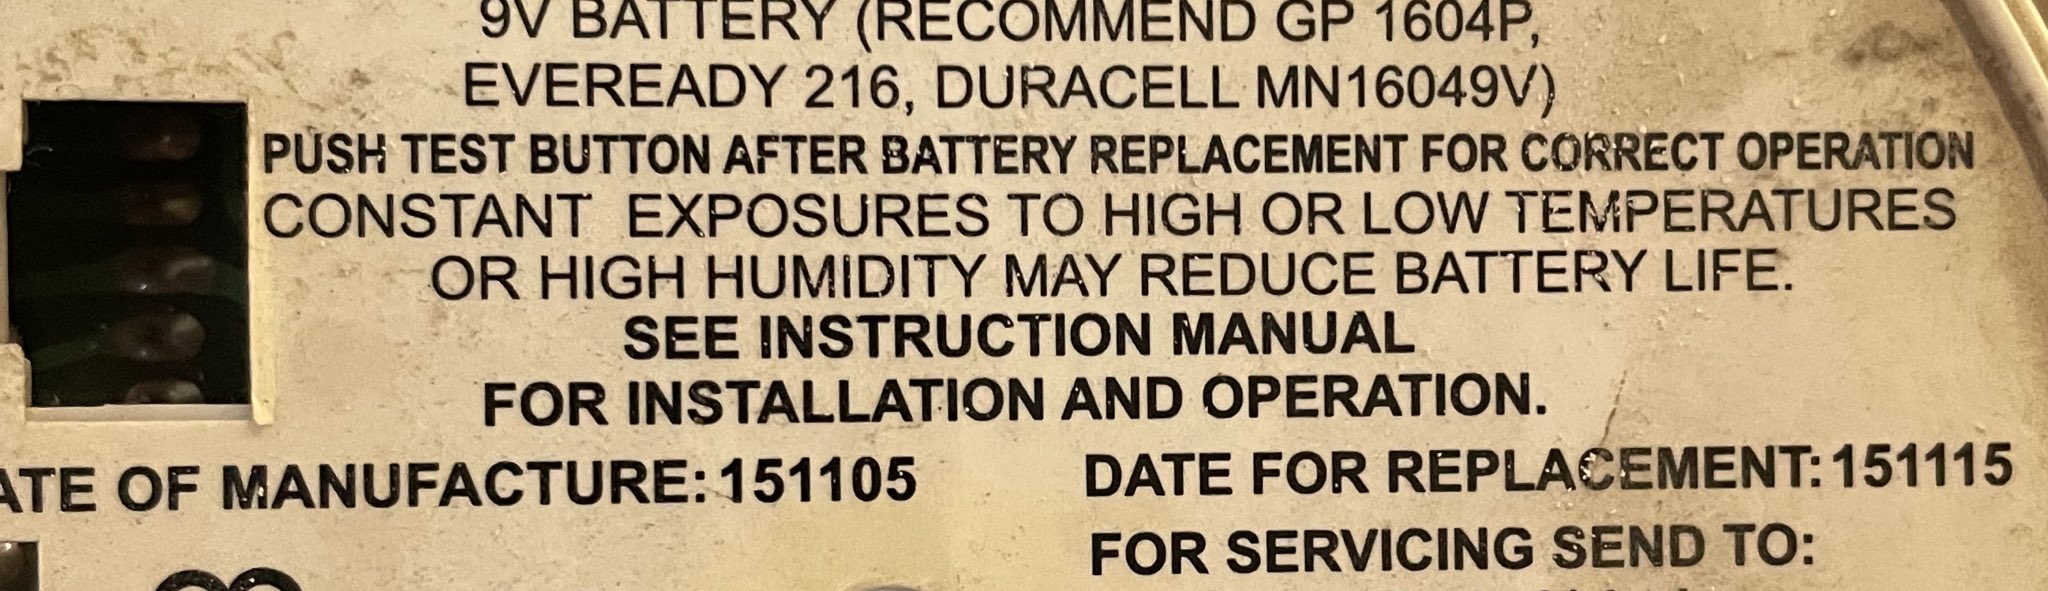 9V BATTERY (RECOMMEND GP 1604P,
EVEREADY 216, DURACELL MN16049V)
PUSH TEST BUTTON AFTER BATTERY REPLACEMENT FOR CORRECT OPERATION
CONSTANT EXPOSURES TO HIGH OR LOW TEMPERATURES
OR HIGH HUMIDITY MAY REDUCE BATTERY LIFE.
SEE INSTRUCTION MANUAL
FOR INSTALLATION AND OPERATION.
ATE OF MANUFACTURE: 151105
DATE FOR REPLACEMENT: 151115
FOR SERVICING SEND TO: